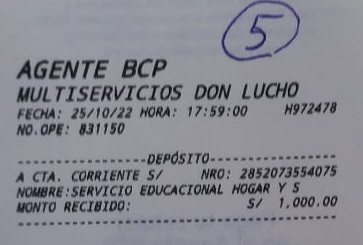 5
AGENTE BCP
MULTISERVICIOS DON LUCHO
FECHA: 25/10/22 HORA: 17:59:00 H972478
NO.OPE: 831150
------------------DEPÓSITO------------------
A CTA. CORRIENTE S/ NRO: 2852073554075
NOMBRE:SERVICIO EDUCACIONAL HOGAR Y S
MONTO RECIBIDO: S/ 1,000.00
--------------------------------------------